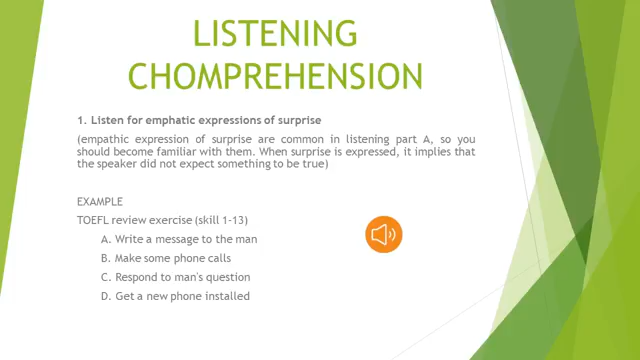 LISTENING
CHOMPREHENSION
1. Listen for emphatic expressions of surprise
(empathic expression of surprise are common in listening part A, so you
should become familiar with them. When surprise is expressed, it implies that
the speaker did not expect something to be true)
EXAMPLE
TOEFL review exercise (skill 1-13)
A. Write a message to the man
B. Make some phone calls
C. Respond to man's question
D. Get a new phone installed